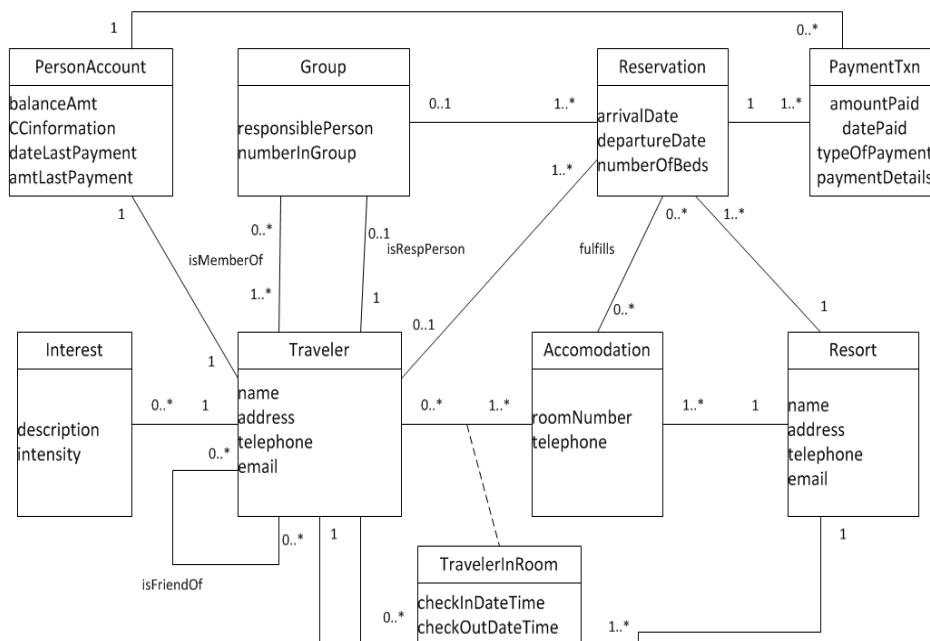 1
0..*
PersonAccount
balanceAmt
CCinformation
dateLastPayment
amtLastPayment
Group
responsiblePerson
numberInGroup
0..1
1..*
Reservation
arrivalDate
departureDate
numberOfBeds
1
1..*
PaymentTxn
amountPaid
datePaid
typeOfPayment
paymentDetails
1
0..*
isMemberOf
1..*
0..1
isRespPerson
1
1..*
0..1
0..*
fulfills
0..*
1..*
1
1
Interest
description
intensity
0..*
1
Traveler
name
address
telephone
email
0..*
1..*
Accomodation
roomNumber
telephone
1..*
1
Resort
name
address
telephone
email
0..*
0..*
isFriendOf
1
1
TravelerInRoom
checkInDateTime
checkOutDateTime
0..*
1..*